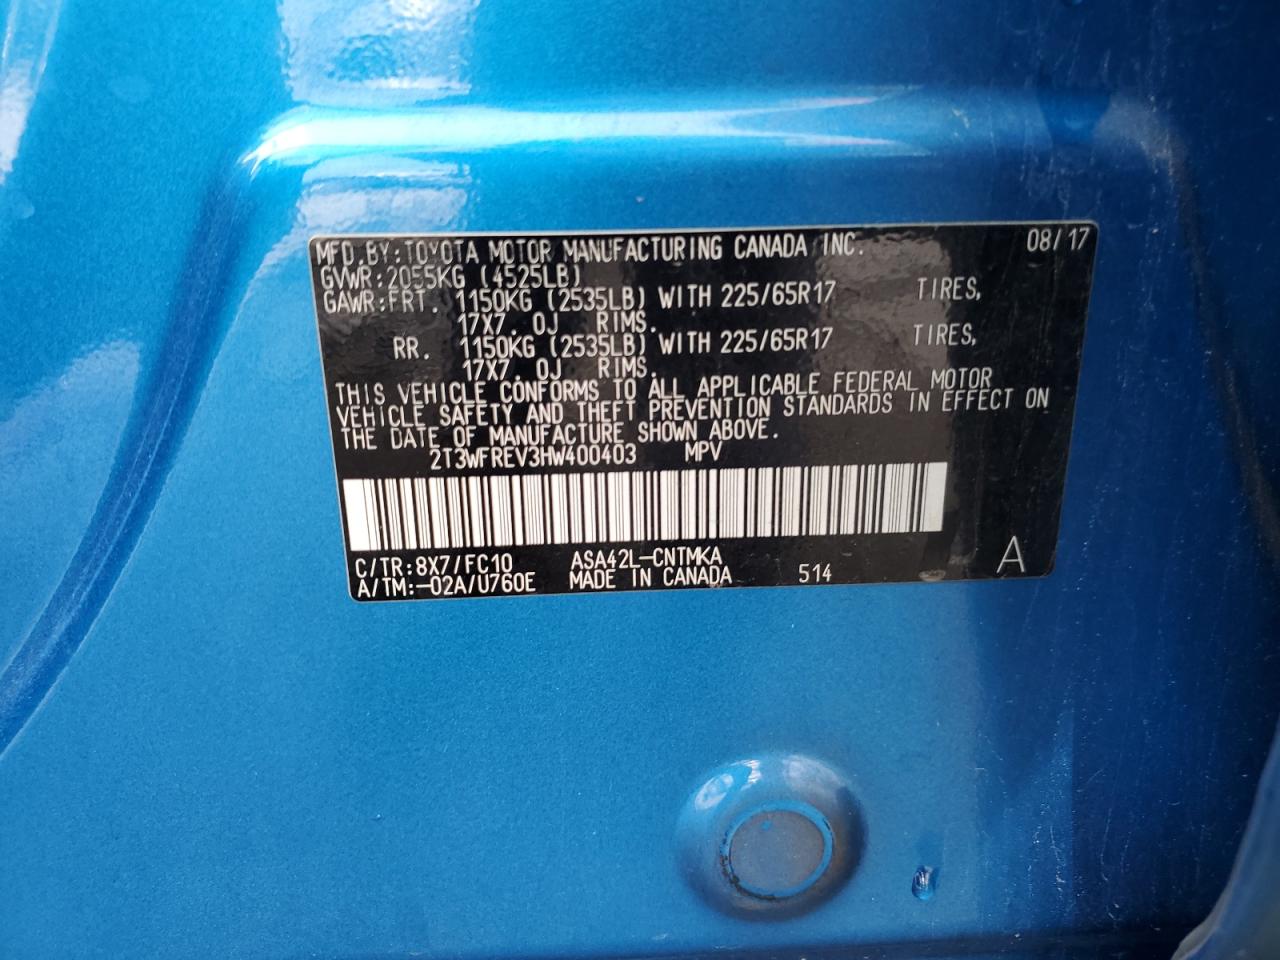 MFD.BY:TOYOTA MOTOR MANUFACTURING CANADA INC. 08/17
GVWR:2055KG (4525LB)
GAWR:FRT. 1150KG (2535LB) WITH 225/65R17 TIRES,
17X7.0J RIMS.
RR. 1150KG (2535LB) WITH 225/65R17 TIRES,
17X7.0J RIMS.
THIS VEHICLE CONFORMS TO ALL APPLICABLE FEDERAL MOTOR
VEHICLE SAFETY AND THEFT PREVENTION STANDARDS IN EFFECT ON
THE DATE OF MANUFACTURE SHOWN ABOVE.
2T3WFREV3HW400403 MPV
C/TR:8X7/FC10 ASA42L-CNTMKA
A/TM:-02A/U760E MADE IN CANADA 514 A